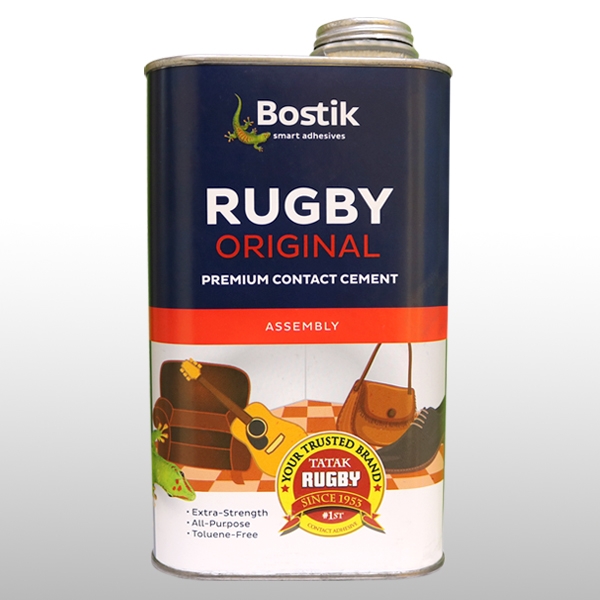 Bostik
smart adhesives
RUGBY
ORIGINAL
PREMIUM CONTACT CEMENT
ASSEMBLY
YOUR TRUSTED BRAND
TATAK
RUGBY
SINCE 1953
#1ST
CONTACT ADHESIVE
• Extra-Strength
• All-Purpose
• Toluene-Free